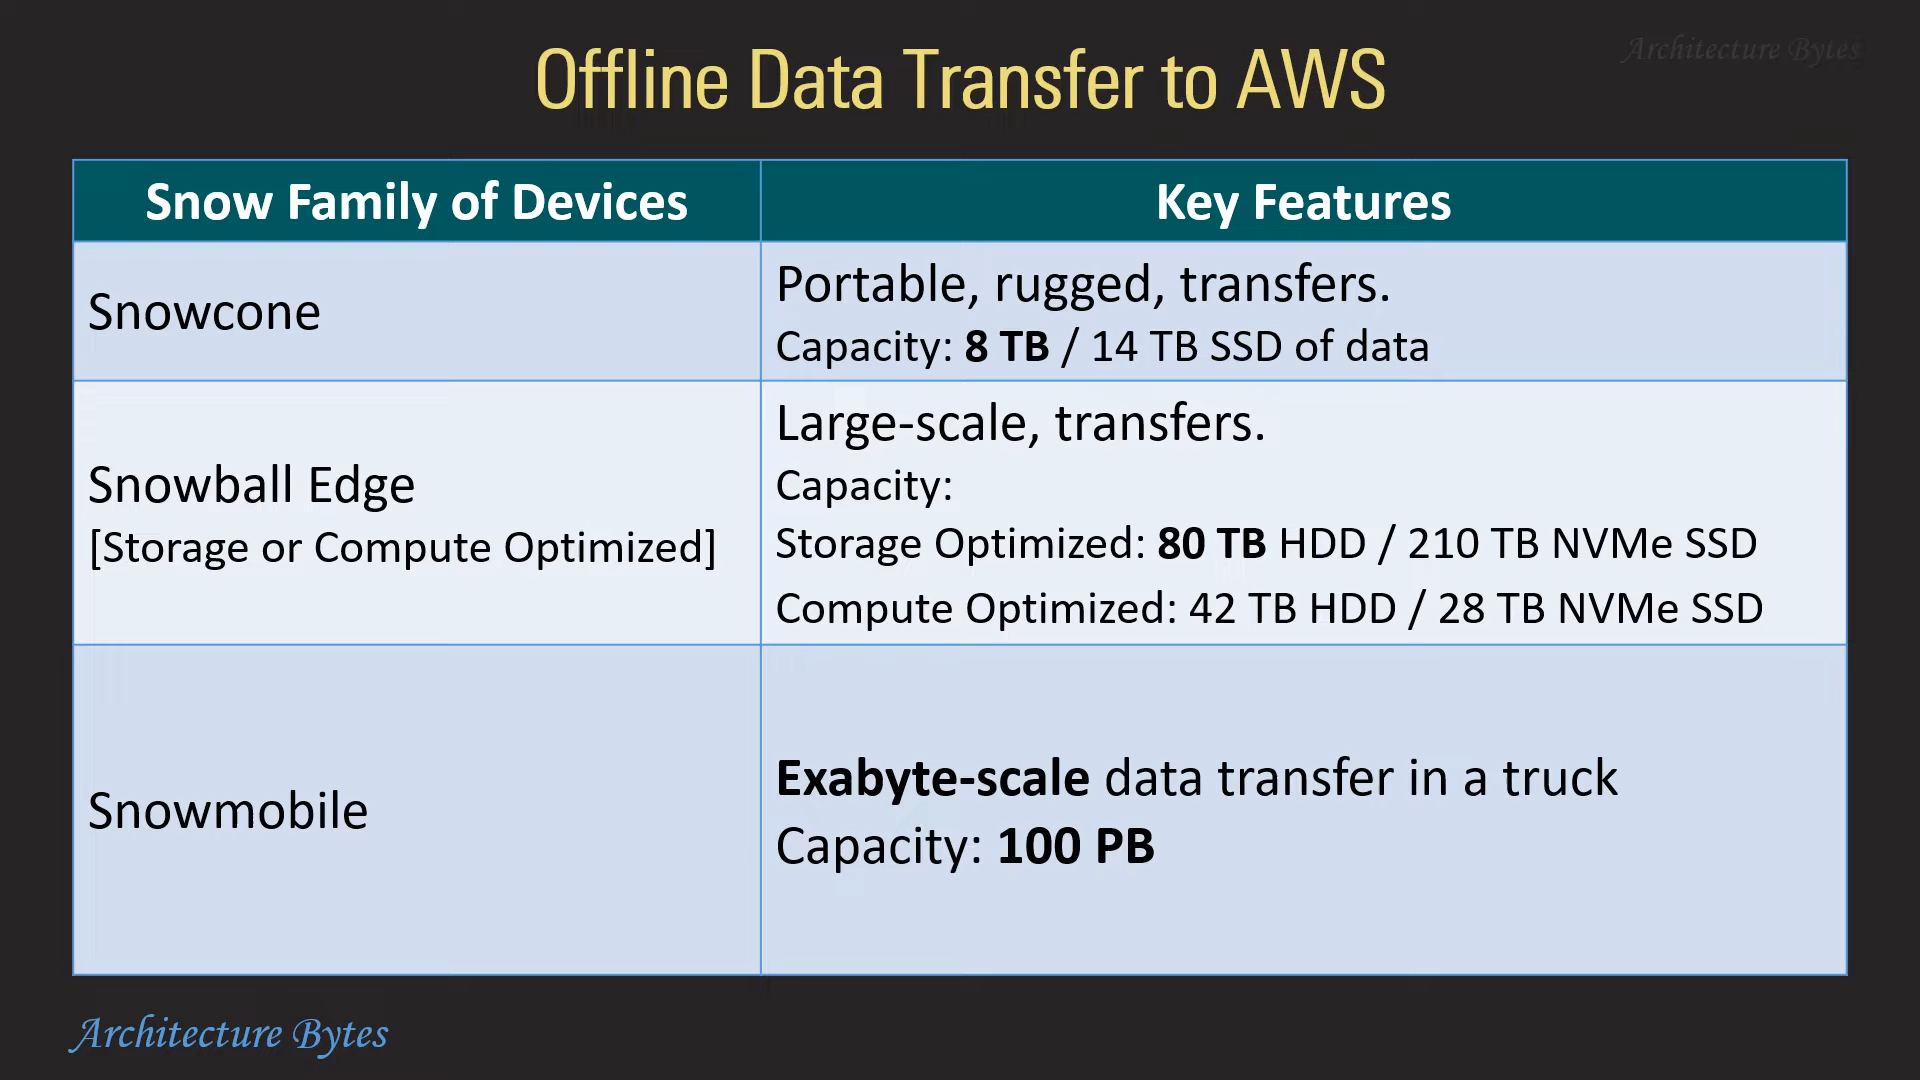 Architecture Bytes
Offline Data Transfer to AWS
Snow Family of Devices
Key Features
Snowcone
Portable, rugged, transfers.
Capacity: 8 TB / 14 TB SSD of data
Snowball Edge
[Storage or Compute Optimized]
Large-scale, transfers.
Capacity:
Storage Optimized: 80 TB HDD / 210 TB NVMe SSD
Compute Optimized: 42 TB HDD / 28 TB NVMe SSD
Snowmobile
Exabyte-scale data transfer in a truck
Capacity: 100 PB
Architecture Bytes